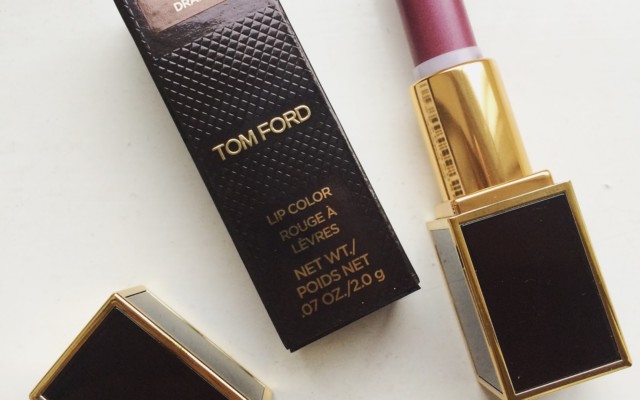 TOM FORD
LIP COLOR
ROUGE À
LÈVRES
NET WT./
POIDS NET
.07 OZ./2.0 g